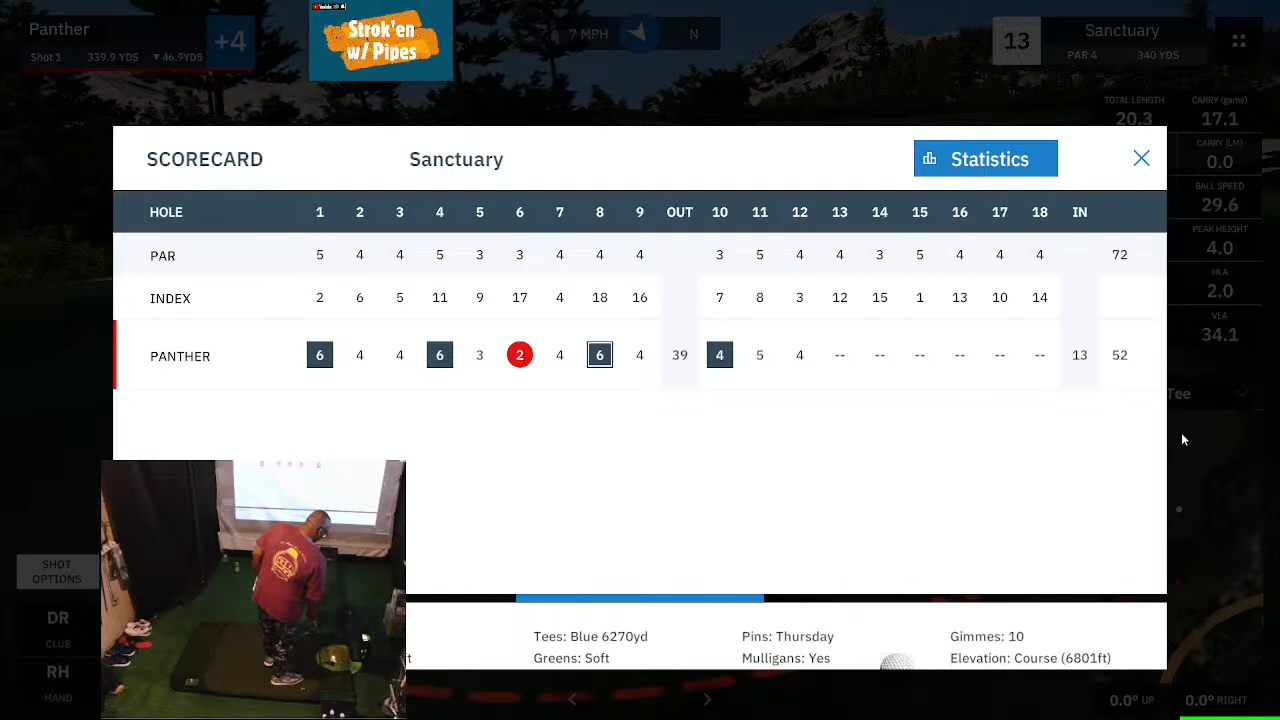 YouTube
Strok'en
w/ Pipes
Panther
Shot 1 339.9 YDS ▼46.9YDS
+4
7 MPH N
13
Sanctuary
PAR 4 340 YDS
TOTAL LENGTH CARRY (game)
20.3 17.1
CARRY (LM)
0.0
BALL SPEED
29.6
PEAK HEIGHT
4.0
HLA
2.0
VLA
34.1
SCORECARD Sanctuary Statistics
HOLE 1 2 3 4 5 6 7 8 9 OUT 10 11 12 13 14 15 16 17 18 IN
PAR 5 4 4 5 3 3 4 4 4 3 5 4 4 3 5 4 4 4 72
INDEX 2 6 5 11 9 17 4 18 16 7 8 3 12 15 1 13 10 14
PANTHER 6 4 4 6 3 2 4 6 4 39 4 5 4 -- -- -- -- -- -- 13 52
Tee
SHOT
OPTIONS
DR
CLUB
RH
HAND
ft
Tees: Blue 6270yd Pins: Thursday Gimmes: 10
Greens: Soft Mulligans: Yes Elevation: Course (6801ft)
0.0° UP 0.0° RIGHT